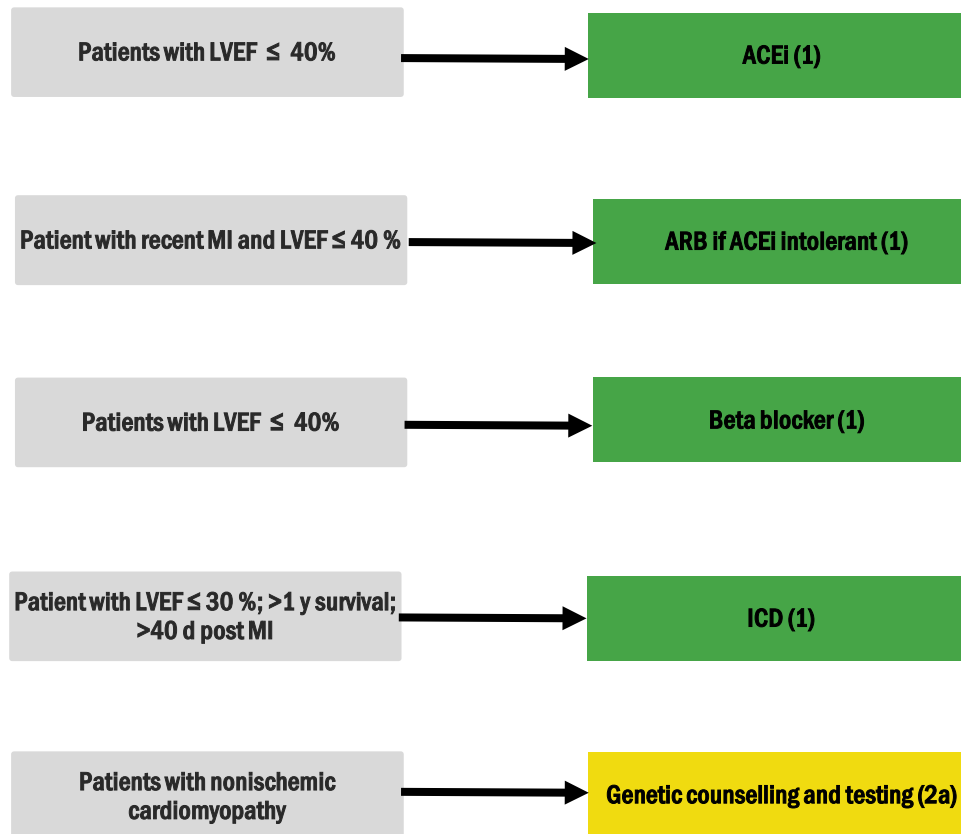 Patients with LVEF ≤ 40%
ACEi (1)
Patient with recent MI and LVEF ≤ 40 %
ARB if ACEi intolerant (1)
Patients with LVEF ≤ 40%
Beta blocker (1)
Patient with LVEF ≤ 30 %; >1 y survival;
>40 d post MI
ICD (1)
Patients with nonischemic
cardiomyopathy
Genetic counselling and testing (2a)